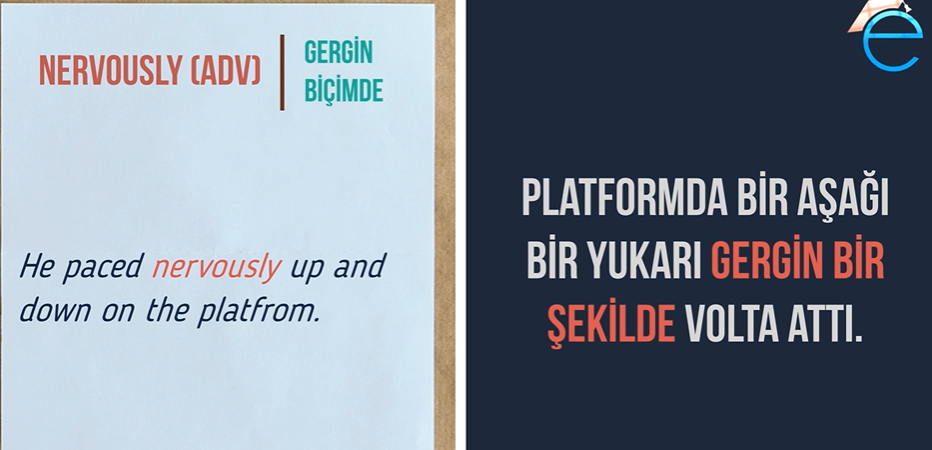 NERVOUSLY (ADV)
GERGİN
BİÇİMDE
He paced nervously up and
down on the platfrom.
e
PLATFORMDA BİR AŞAĞI
BİR YUKARI GERGİN BİR
ŞEKİLDE VOLTA ATTI.